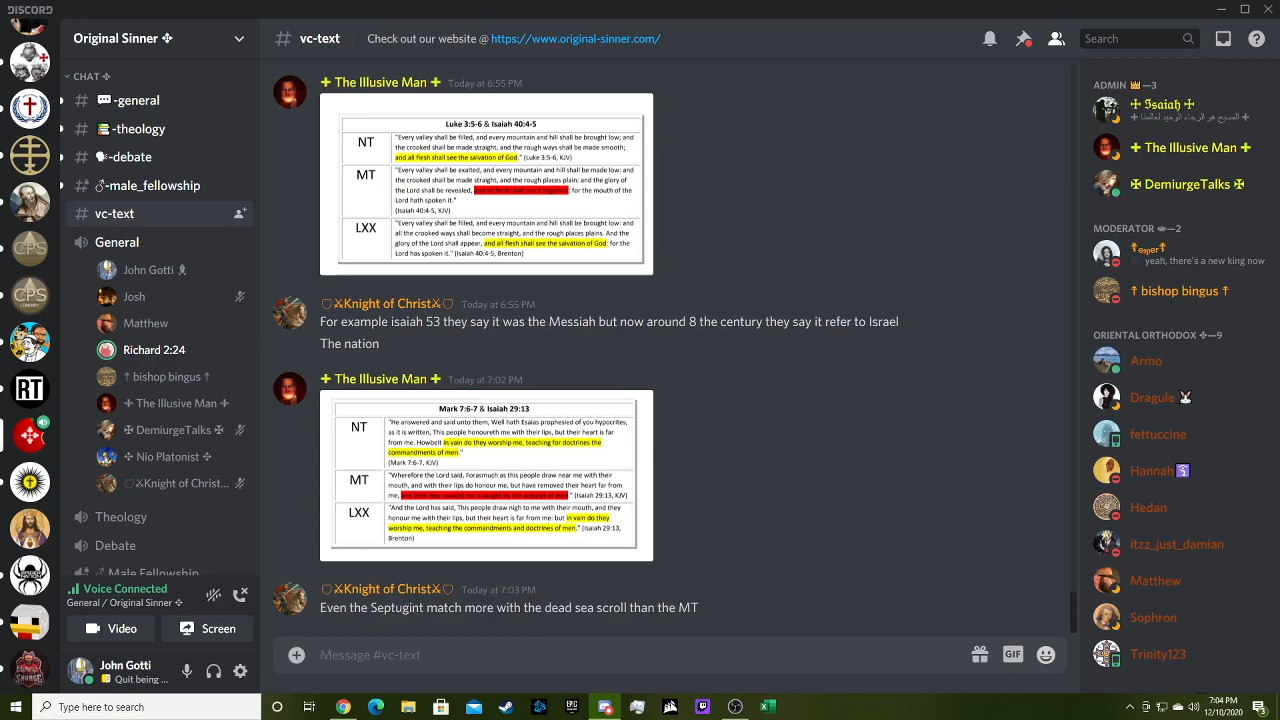 DISCORD
Original Sinner ✣
# vc-text
Check out our website @ https://www.original-sinner.com/
Search
CHAT ✣
-general
-theology
-debate
-male-fellowship
vc-text
General
John Gotti
Josh
Matthew
Richard 2:24
† bishop bingus †
✚ The Illusive Man ✚
DemiurgeTalks ✣
✥ Nio Platonist ✥
Theology
Debate
Male Fellowship
CPS
CPS
LIBRARY
RT
Voice Connected
General / Original Sinner ✣
Video
Screen
John Gotti
Quit being ...
✚ The Illusive Man ✚ Today at 6:55 PM
Luke 3:5-6 & Isaiah 40:4-5
NT
"Every valley shall be filled, and every mountain and hill shall be brought low; and
the crooked shall be made straight, and the rough ways shall be made smooth;
and all flesh shall see the salvation of God." (Luke 3:5-6, KJV)
MT
"Every valley shall be exalted, and every mountain and hill shall be made low: and
the crooked shall be made straight, and the rough places plain: and the glory of
the Lord shall be revealed, and all flesh shall see it together: for the mouth of the
Lord hath spoken it."
(Isaiah 40:4-5, KJV)
LXX
"Every valley shall be filled, and every mountain and hill shall be brought low: and
all the crooked ways shall become straight, and the rough places plains. And the
glory of the Lord shall appear, and all flesh shall see the salvation of God: for the
Lord has spoken it." (Isaiah 40:4-5, Brenton)
♡⚔Knight of Christ⚔♡ Today at 6:55 PM
For example isaiah 53 they say it was the Messiah but now around 8 the century they say it refer to Israel
The nation
✚ The Illusive Man ✚ Today at 7:02 PM
Mark 7:6-7 & Isaiah 29:13
NT
"He answered and said unto them, Well hath Esaias prophesied of you hypocrites,
as it is written, This people honoureth me with their lips, but their heart is far
from me. Howbeit in vain do they worship me, teaching for doctrines the
commandments of men."
(Mark 7:6-7, KJV)
MT
"Wherefore the Lord said, Forasmuch as this people draw near me with their
mouth, and with their lips do honour me, but have removed their heart far from
me, and their fear toward me is taught by the precept of men." (Isaiah 29:13, KJV)
LXX
"And the Lord has said, This people draw nigh to me with their mouth, and they
honour me with their lips, but their heart is far from me: but in vain do they
worship me, teaching the commandments and doctrines of men." (Isaiah 29:13,
Brenton)
♡⚔Knight of Christ⚔♡ Today at 7:03 PM
Even the Septugint match more with the dead sea scroll than the MT
Message #vc-text
GIF
ADMIN 👑—3
✢ Isaiah ✢
✚ The Illusive Man ✚
✣ DemiurgeTalks ✣
MODERATOR —2
yeah, there's a new king now
† bishop bingus †
ORIENTAL ORTHODOX ✣—9
Armo
Dragule
fettuccine
Hannah
Hedan
itzz_just_damian
Matthew
Sophron
Trinity123
Type here to search
EPIC
7:04 PM
12/10/2020